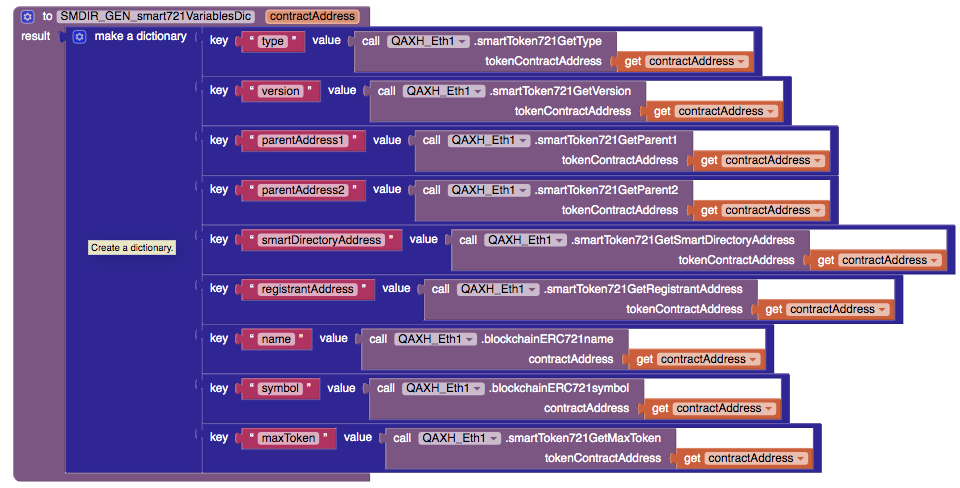 to SMDIR_GEN_smart721VariablesDic contractAddress
result make a dictionary key " type " value call QAXH_Eth1 .smartToken721GetType
tokenContractAddress get contractAddress
key " version " value call QAXH_Eth1 .smartToken721GetVersion
tokenContractAddress get contractAddress
key " parentAddress1 " value call QAXH_Eth1 .smartToken721GetParent1
tokenContractAddress get contractAddress
key " parentAddress2 " value call QAXH_Eth1 .smartToken721GetParent2
tokenContractAddress get contractAddress
key " smartDirectoryAddress " value call QAXH_Eth1 .smartToken721GetSmartDirectoryAddress
Create a dictionary.
tokenContractAddress get contractAddress
key " registrantAddress " value call QAXH_Eth1 .smartToken721GetRegistrantAddress
tokenContractAddress get contractAddress
key " name " value call QAXH_Eth1 .blockchainERC721name
contractAddress get contractAddress
key " symbol " value call QAXH_Eth1 .blockchainERC721symbol
contractAddress get contractAddress
key " maxToken " value call QAXH_Eth1 .smartToken721GetMaxToken
tokenContractAddress get contractAddress